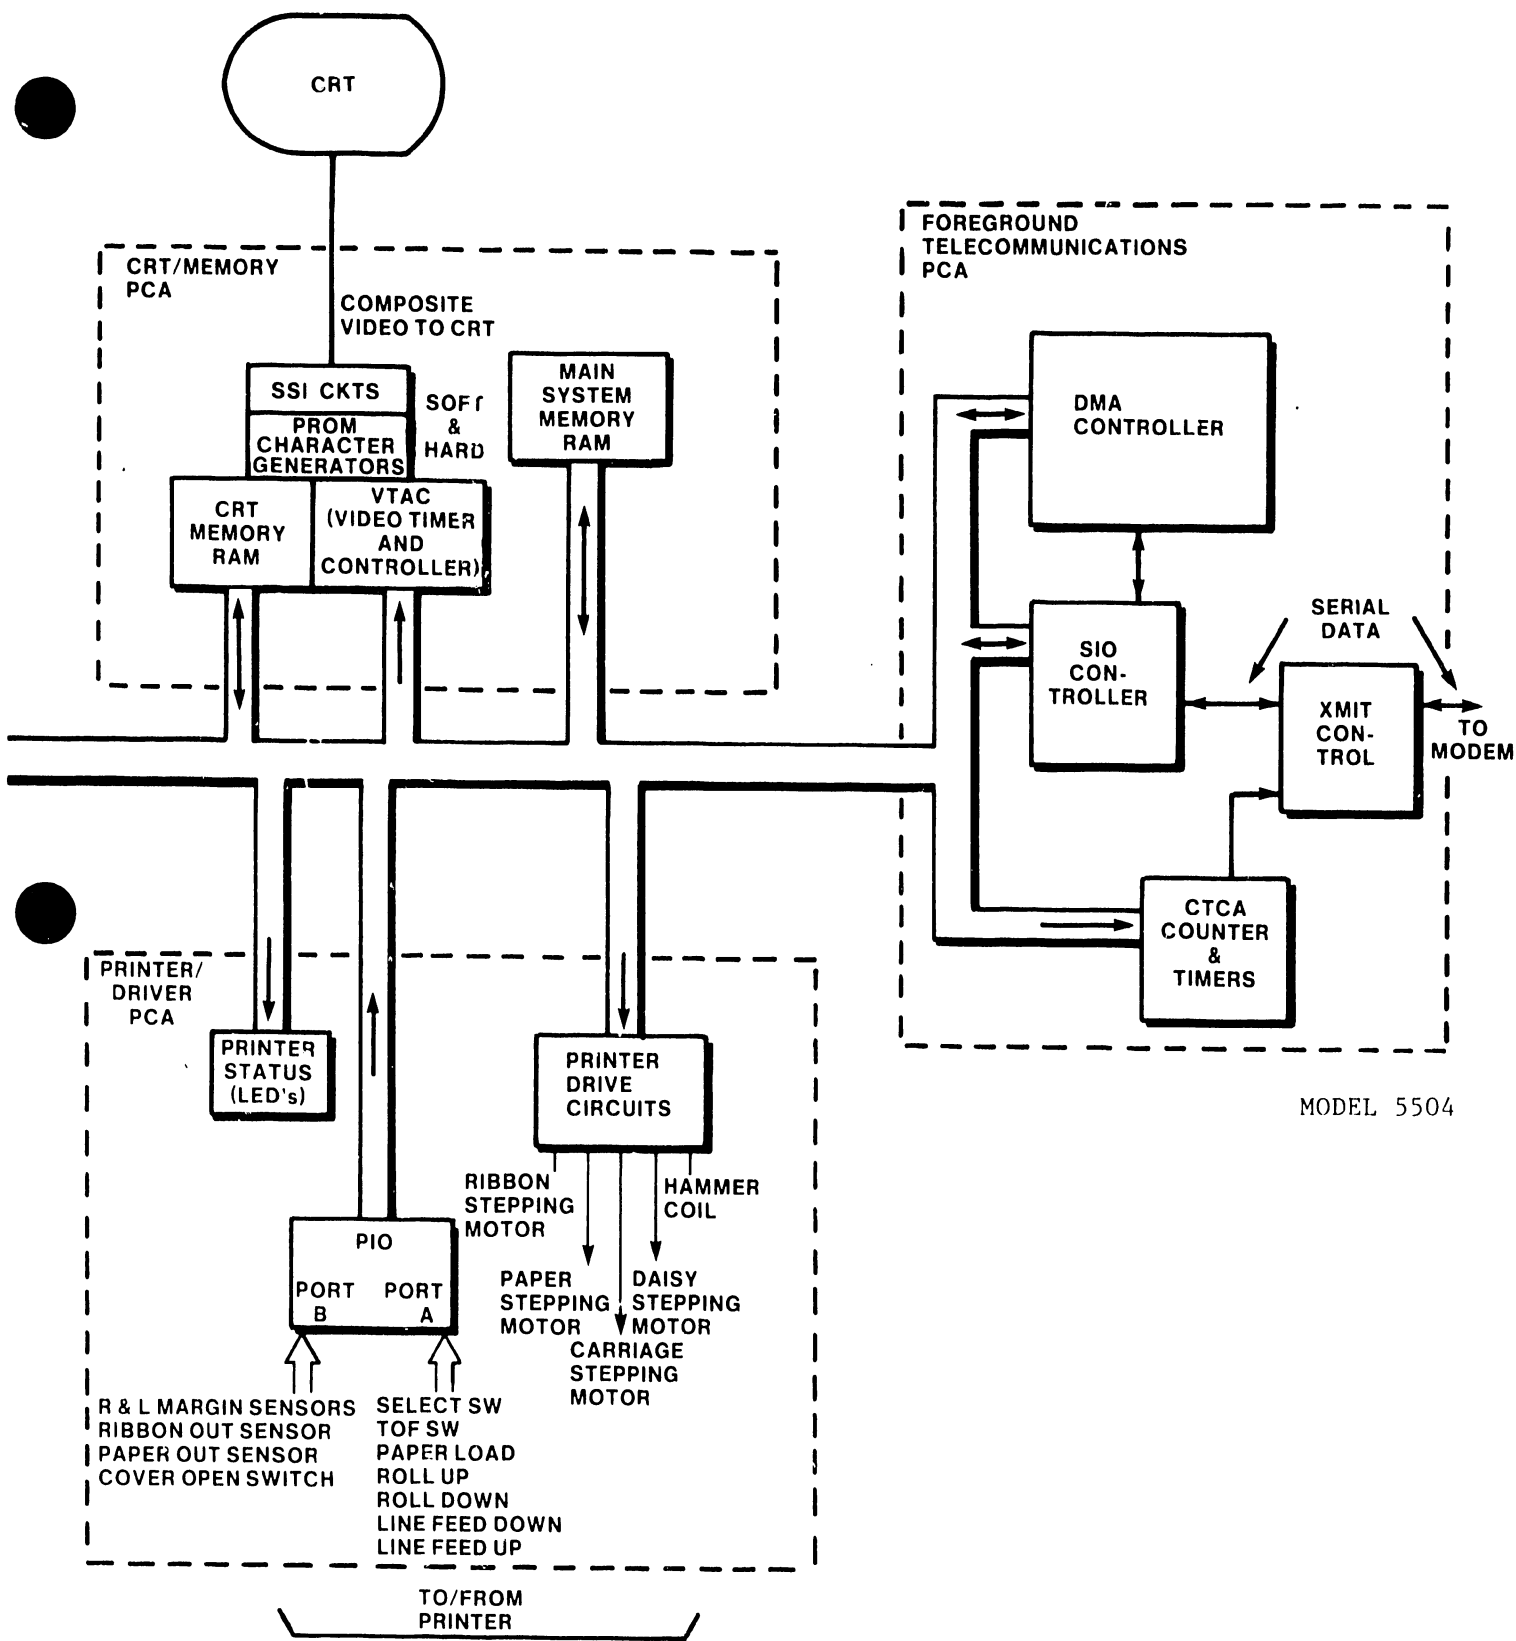 CRT
CRT/MEMORY
PCA
COMPOSITE
VIDEO TO CRT
SSI CKTS
PROM
CHARACTER
GENERATORS
SOFT
&
HARD
MAIN
SYSTEM
MEMORY
RAM
CRT
MEMORY
RAM
VTAC
(VIDEO TIMER
AND
CONTROLLER)
FOREGROUND
TELECOMMUNICATIONS
PCA
DMA
CONTROLLER
SIO
CON-
TROLLER
SERIAL
DATA
XMIT
CON-
TROL
TO
MODEM
CTCA
COUNTER
&
TIMERS
PRINTER/
DRIVER
PCA
PRINTER
STATUS
(LED's)
PRINTER
DRIVE
CIRCUITS
RIBBON
STEPPING
MOTOR
HAMMER
COIL
PAPER
STEPPING
MOTOR
DAISY
STEPPING
MOTOR
CARRIAGE
STEPPING
MOTOR
PIO
PORT
B
PORT
A
R & L MARGIN SENSORS
RIBBON OUT SENSOR
PAPER OUT SENSOR
COVER OPEN SWITCH
SELECT SW
TOF SW
PAPER LOAD
ROLL UP
ROLL DOWN
LINE FEED DOWN
LINE FEED UP
TO/FROM
PRINTER
MODEL 5504